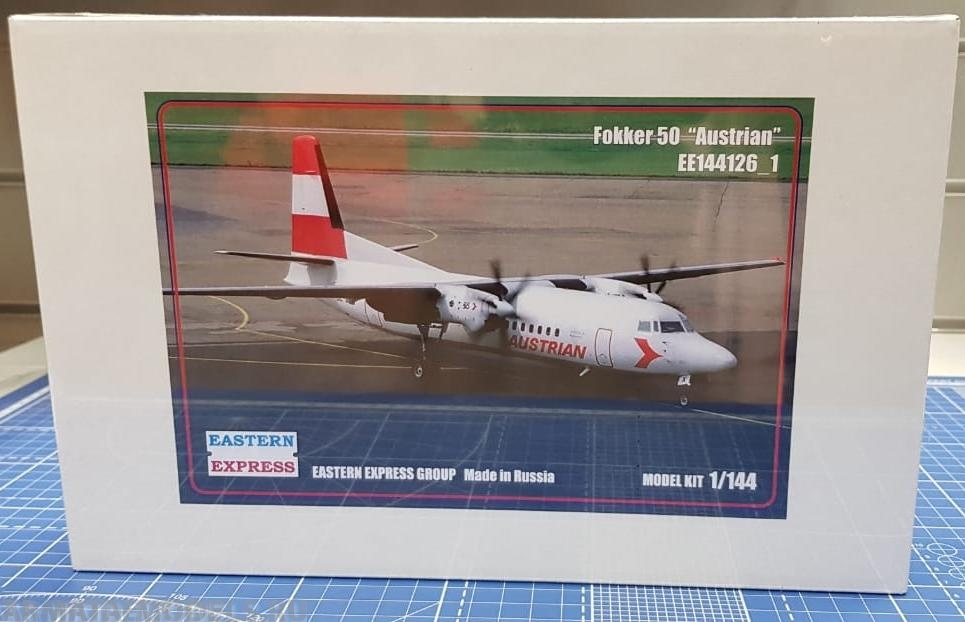 Fokker 50 "Austrian"
EE144126_1
AUSTRIAN
EASTERN
EXPRESS
EASTERN EXPRESS GROUP Made in Russia
MODEL KIT 1/144